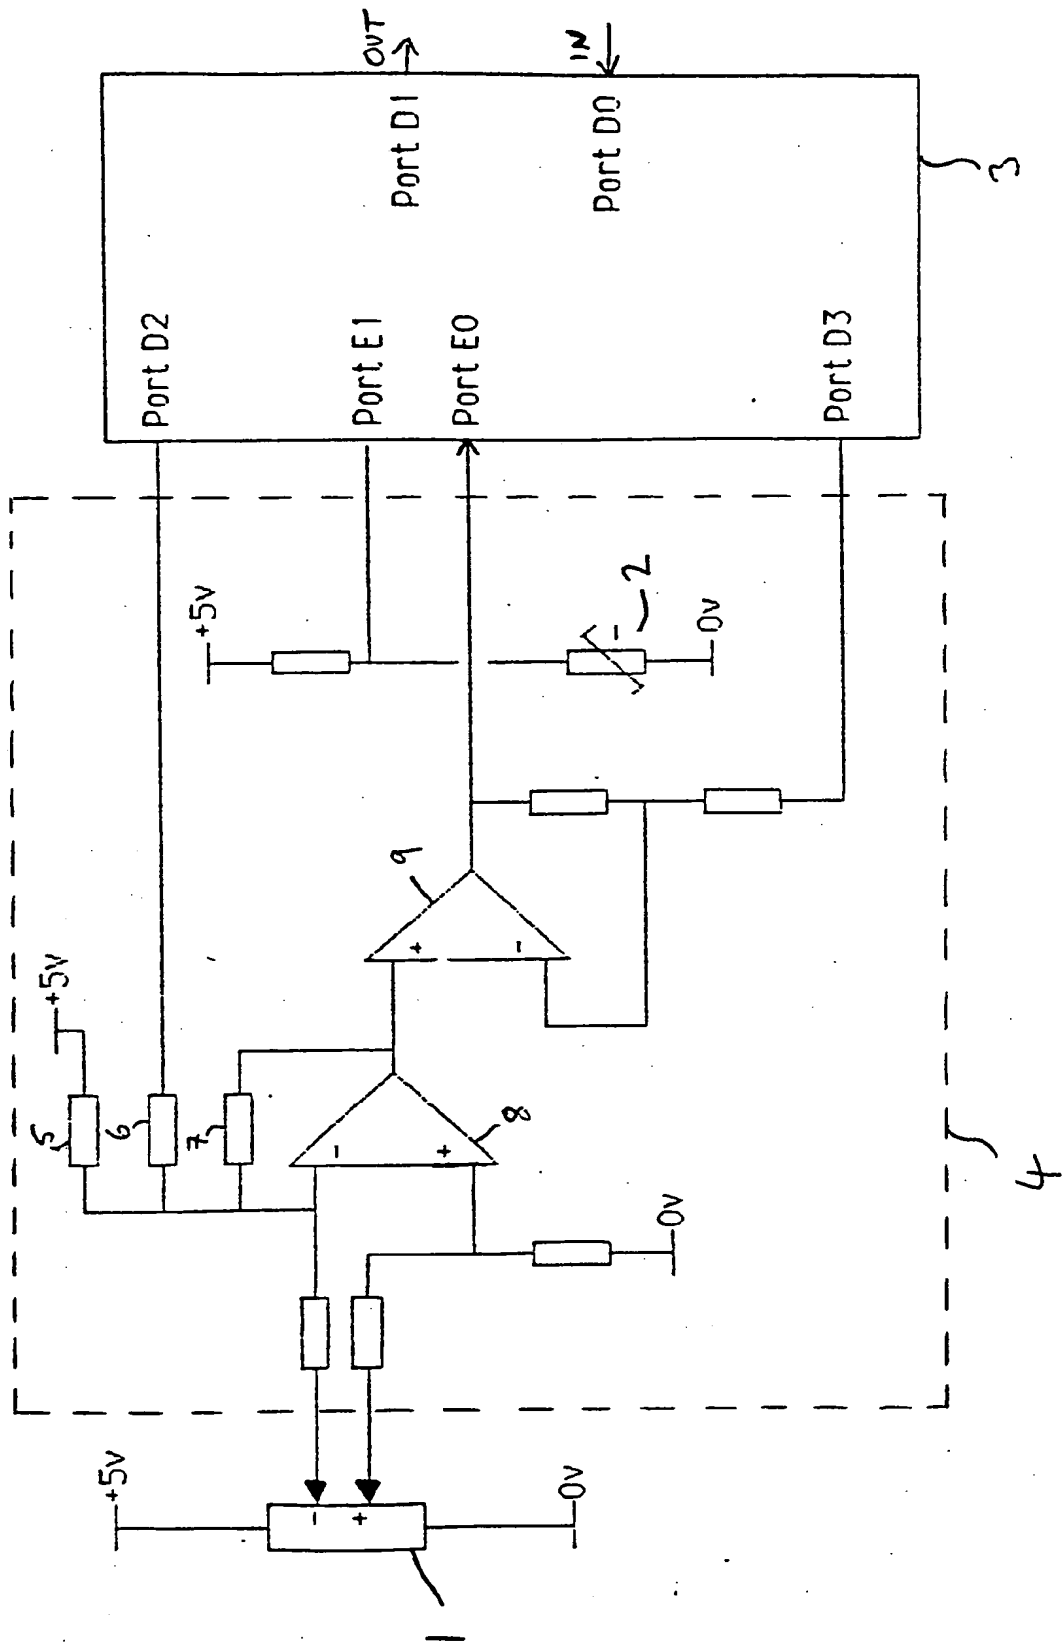 +5v
-
+
0v
1
5
+5v
6
7
-
+
8
0v
+
-
9
+5v
- 2
0v
4
Port D2
Port E1
Port E0
Port D3
Port D1
Port D0
OUT
IN
3